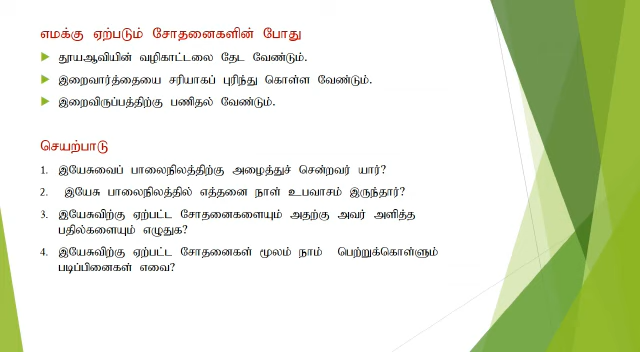 எமக்கு ஏற்படும் சோதனைகளின் போது
தூயஆவியின் வழிகாட்டலை தேட வேண்டும்.
இறைவார்த்தையை சரியாகப் புரிந்து கொள்ள வேண்டும்.
இறைவிருப்பத்திற்கு பணிதல் வேண்டும்.
செயற்பாடு
1. இயேசுவைப் பாலைநிலத்திற்கு அழைத்துச் சென்றவர் யார்?
2. இயேசு பாலைநிலத்தில் எத்தனை நாள் உபவாசம் இருந்தார்?
3. இயேசுவிற்கு ஏற்பட்ட சோதனைகளையும் அதற்கு அவர் அளித்த
பதில்களையும் எழுதுக?
4. இயேசுவிற்கு ஏற்பட்ட சோதனைகள் மூலம் நாம் பெற்றுக்கொள்ளும்
படிப்பினைகள் எவை?